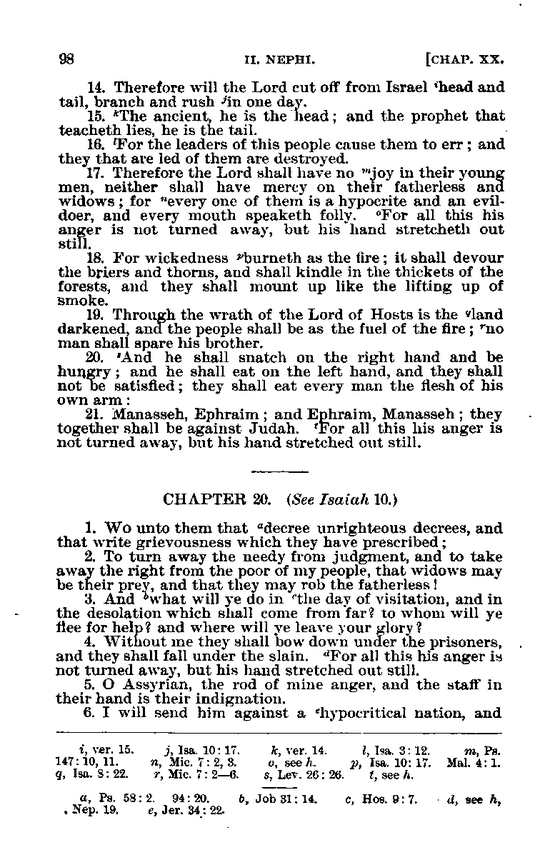 98 II. NEPHI. [CHAP. XX.
14. Therefore will the Lord cut off from Israel ⁱhead and
tail, branch and rush ʲin one day.
15. ᵏThe ancient, he is the head; and the prophet that
teacheth lies, he is the tail.
16. ˡFor the leaders of this people cause them to err; and
they that are led of them are destroyed.
17. Therefore the Lord shall have no ᵐjoy in their young
men, neither shall have mercy on their fatherless and
widows; for ⁿevery one of them is a hypocrite and an evil-
doer, and every mouth speaketh folly. ᵒFor all this his
anger is not turned away, but his hand stretcheth out
still.
18. For wickedness ᵖburneth as the fire; it shall devour
the briers and thorns, and shall kindle in the thickets of the
forests, and they shall mount up like the lifting up of
smoke.
19. Through the wrath of the Lord of Hosts is the qland
darkened, and the people shall be as the fuel of the fire; ʳno
man shall spare his brother.
20. ˢAnd he shall snatch on the right hand and be
hungry; and he shall eat on the left hand, and they shall
not be satisfied; they shall eat every man the flesh of his
own arm:
21. Manasseh, Ephraim; and Ephraim, Manasseh; they
together shall be against Judah. ᵗFor all this his anger is
not turned away, but his hand stretched out still.
CHAPTER 20. (See Isaiah 10.)
1. Wo unto them that ᵃdecree unrighteous decrees, and
that write grievousness which they have prescribed;
2. To turn away the needy from judgment, and to take
away the right from the poor of my people, that widows may
be their prey, and that they may rob the fatherless!
3. And ᵇwhat will ye do in ᶜthe day of visitation, and in
the desolation which shall come from far? to whom will ye
flee for help? and where will ye leave your glory?
4. Without me they shall bow down under the prisoners,
and they shall fall under the slain. ᵈFor all this his anger is
not turned away, but his hand stretched out still.
5. O Assyrian, the rod of mine anger, and the staff in
their hand is their indignation.
6. I will send him against a ᵉhypocritical nation, and
i, ver. 15. j, Isa. 10:17. k, ver. 14. l, Isa. 3:12. m, Ps.
147:10, 11. n, Mic. 7:2, 3. o, see h. p, Isa. 10:17. Mal. 4:1.
q, Isa. 8:22. r, Mic. 7:2—6. s, Lev. 26:26. t, see h.
a, Ps. 58:2. 94:20. b, Job 31:14. c, Hos. 9:7. d, see h,
Nep. 19. e, Jer. 34:22.